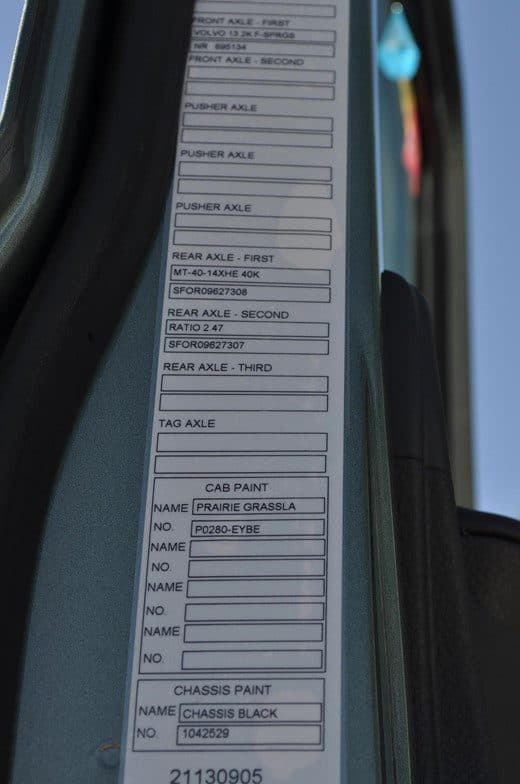 FRONT AXLE - FIRST
VOLVO 13.2K F-SPRGS
NR 695134
FRONT AXLE - SECOND
PUSHER AXLE
PUSHER AXLE
PUSHER AXLE
REAR AXLE - FIRST
MT-40-14XHE 40K
SFOR09627308
REAR AXLE - SECOND
RATIO 2.47
SFOR09627307
REAR AXLE - THIRD
TAG AXLE
CAB PAINT
NAME PRAIRIE GRASSLA
NO. P0280-EYBE
NAME
NO.
NAME
NO.
NAME
NO.
CHASSIS PAINT
NAME CHASSIS BLACK
NO. 1042529
21130905